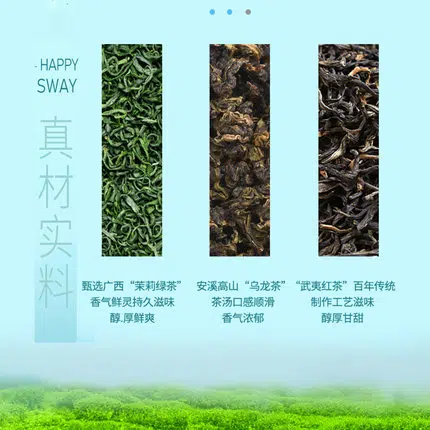 · HAPPY
SWAY
真材实料
甄选广西“茉莉绿茶”
香气鲜灵持久滋味
醇.厚鲜爽
安溪高山“乌龙茶”
茶汤口感顺滑
香气浓郁
“武夷红茶”百年传统
制作工艺滋味
醇厚甘甜